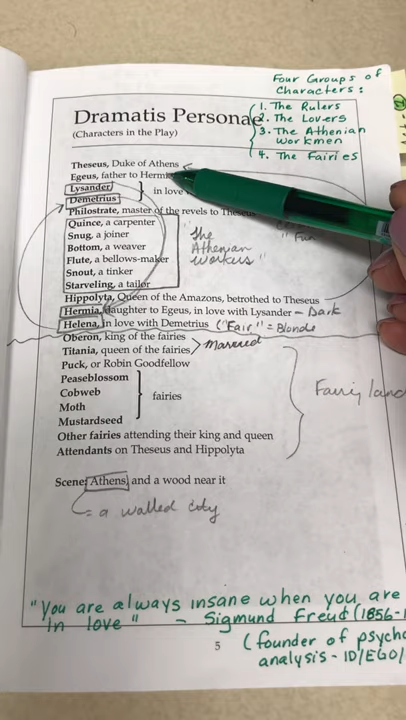 Four Groups of
Characters:
1. The Rulers
2. The Lovers
3. The Athenian
Workmen
4. The Fairies
Dramatis Personae
(Characters in the Play)
Theseus, Duke of Athens
Egeus, father to Hermia
Lysander
Demetrius
} in love
Philostrate, master of the revels to Theseus
Quince, a carpenter
Snug, a joiner
Bottom, a weaver
Flute, a bellows-maker
Snout, a tinker
Starveling, a tailor
"The
Athenian
workers"
Hippolyta, Queen of the Amazons, betrothed to Theseus
Hermia, daughter to Egeus, in love with Lysander - Dark
Helena, in love with Demetrius ("Fair" = Blonde
Oberon, king of the fairies
Titania, queen of the fairies > married
Puck, or Robin Goodfellow
Peaseblossom
Cobweb
Moth
Mustardseed
} fairies
Fairy land
Other fairies attending their king and queen
Attendants on Theseus and Hippolyta
Scene: Athens, and a wood near it
= a walled city
"You are always insane when you are
In love" - Sigmund Freud (1856-1
(founder of psycho
analysis - ID/EGO/
5